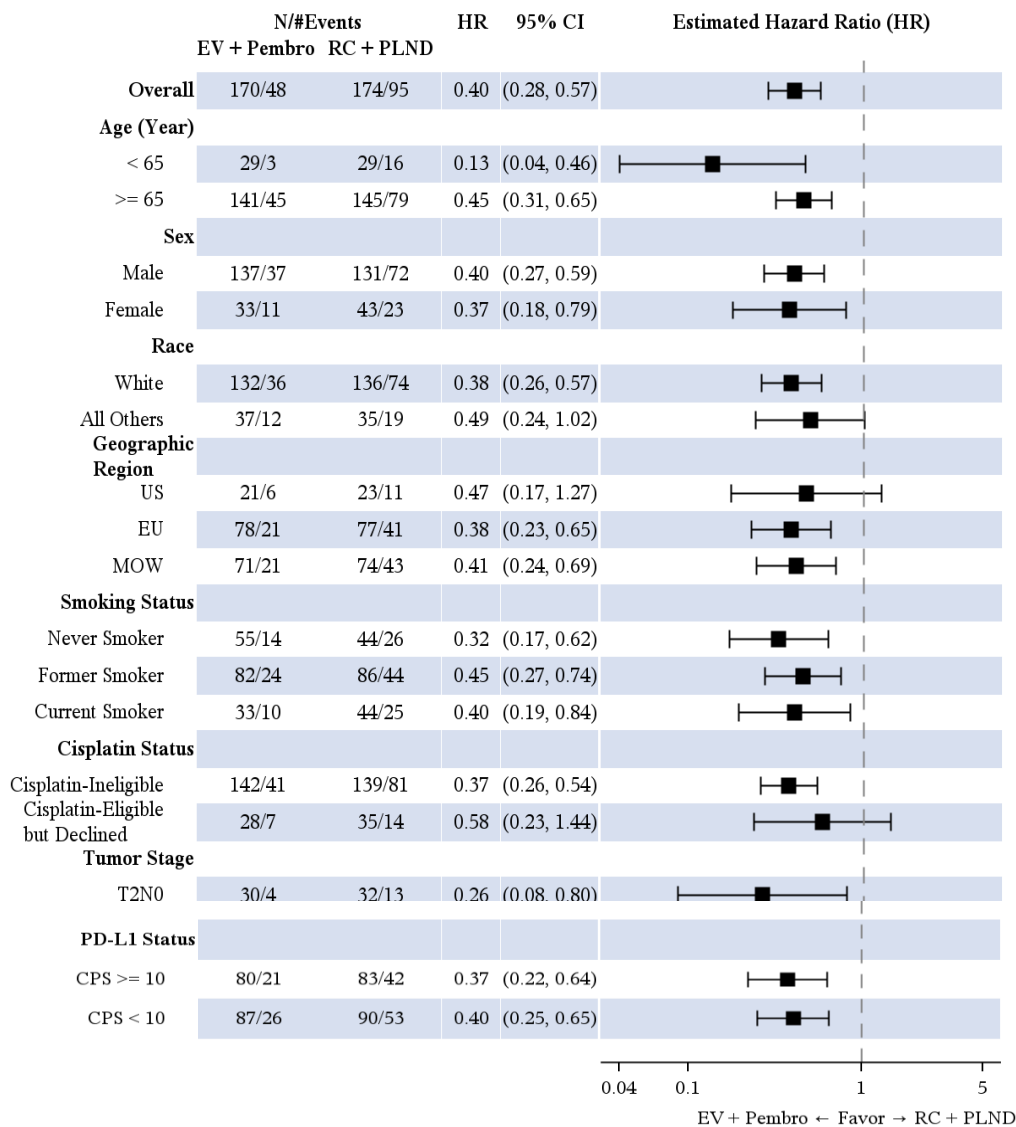 N/#Events HR 95% CI Estimated Hazard Ratio (HR)
EV + Pembro RC + PLND
Overall 170/48 174/95 0.40 (0.28, 0.57)
Age (Year)
< 65 29/3 29/16 0.13 (0.04, 0.46)
>= 65 141/45 145/79 0.45 (0.31, 0.65)
Sex
Male 137/37 131/72 0.40 (0.27, 0.59)
Female 33/11 43/23 0.37 (0.18, 0.79)
Race
White 132/36 136/74 0.38 (0.26, 0.57)
All Others 37/12 35/19 0.49 (0.24, 1.02)
Geographic
Region
US 21/6 23/11 0.47 (0.17, 1.27)
EU 78/21 77/41 0.38 (0.23, 0.65)
MOW 71/21 74/43 0.41 (0.24, 0.69)
Smoking Status
Never Smoker 55/14 44/26 0.32 (0.17, 0.62)
Former Smoker 82/24 86/44 0.45 (0.27, 0.74)
Current Smoker 33/10 44/25 0.40 (0.19, 0.84)
Cisplatin Status
Cisplatin-Ineligible 142/41 139/81 0.37 (0.26, 0.54)
Cisplatin-Eligible
but Declined 28/7 35/14 0.58 (0.23, 1.44)
Tumor Stage
T2N0 30/4 32/13 0.26 (0.08, 0.80)
PD-L1 Status
CPS >= 10 80/21 83/42 0.37 (0.22, 0.64)
CPS < 10 87/26 90/53 0.40 (0.25, 0.65)
0.04 0.1 1 5
EV + Pembro ← Favor → RC + PLND